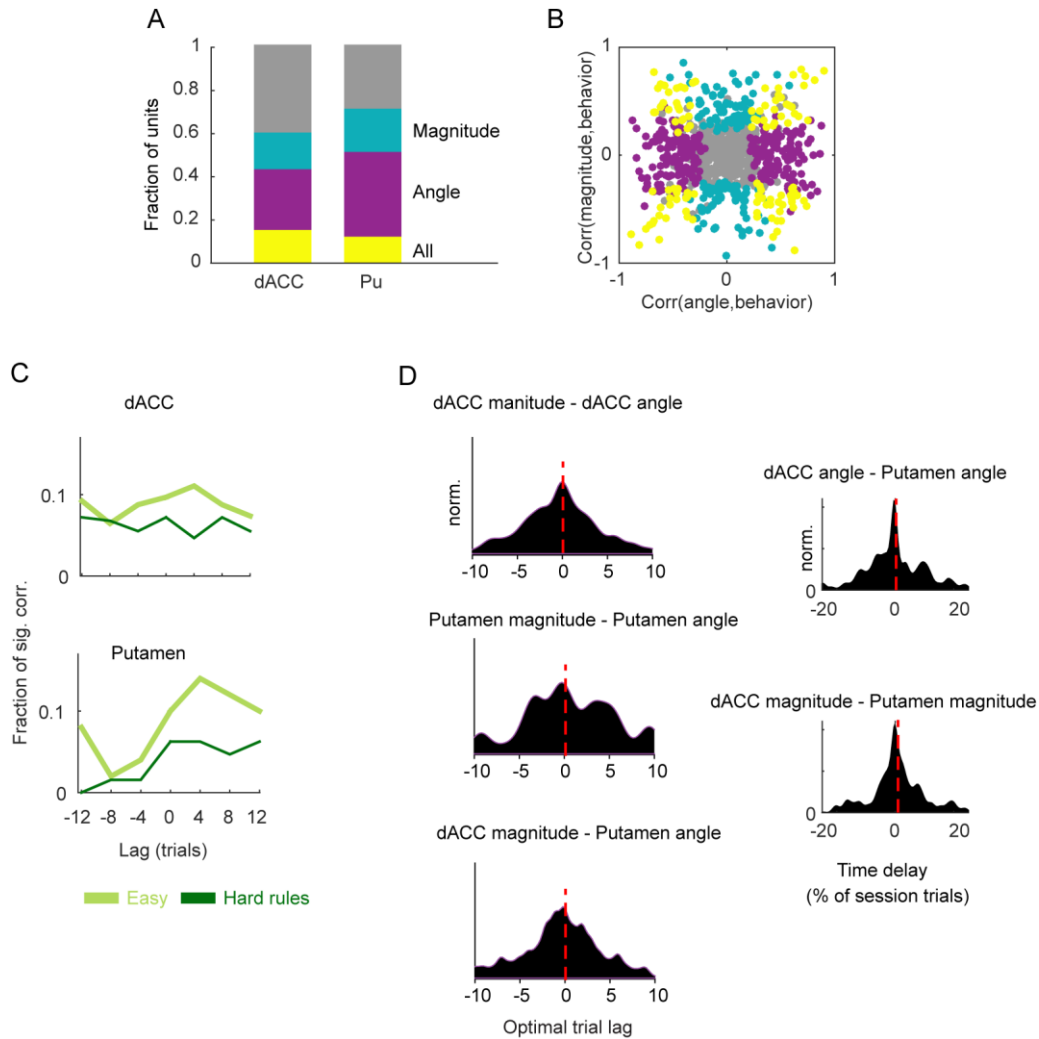 A
Fraction of units
1
0.8
0.6
0.4
0.2
0
Magnitude
Angle
All
dACC
Pu
B
Corr(magnitude,behavior)
1
0
-1
-1
0
1
Corr(angle,behavior)
C
Fraction of sig. corr.
dACC
0.1
0
Putamen
0.1
0
-12
-8
-4
0
4
8
12
Lag (trials)
Easy
Hard rules
D
dACC manitude - dACC angle
norm.
-10
-5
0
5
10
Putamen magnitude - Putamen angle
-10
-5
0
5
10
dACC magnitude - Putamen angle
-10
-5
0
5
10
Optimal trial lag
dACC angle - Putamen angle
norm.
0
-20
0
20
dACC magnitude - Putamen magnitude
0
-20
0
20
Time delay
(% of session trials)